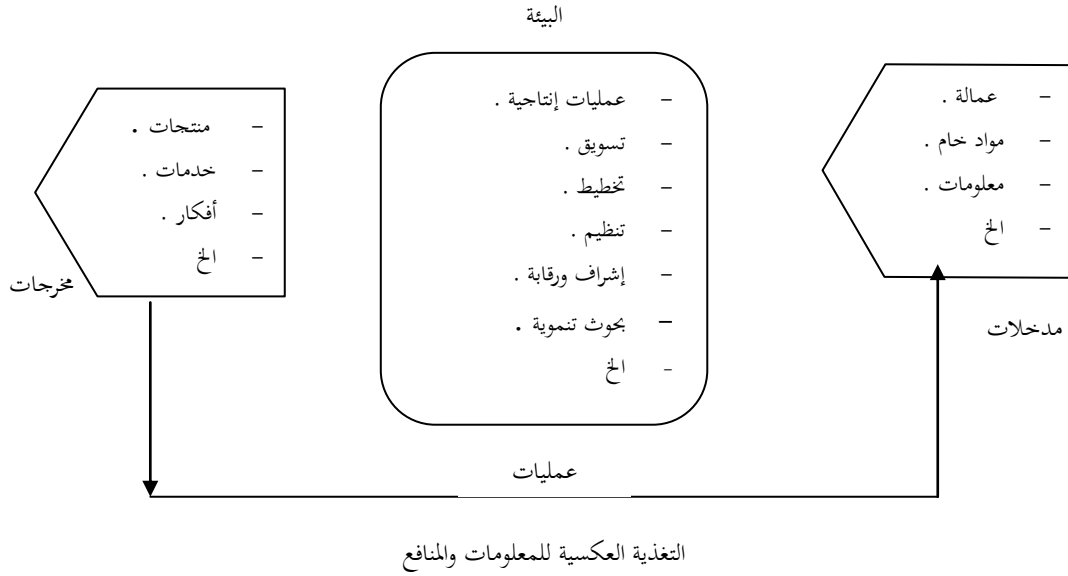 البيئة
– عمالة .
– مواد خام .
– معلومات .
– الخ
مدخلات
– عمليات إنتاجية .
– تسويق .
– تخطيط .
– تنظيم .
– إشراف ورقابة .
– بحوث تنموية .
- الخ
عمليات
– منتجات .
– خدمات .
– أفكار .
– الخ
مخرجات
التغذية العكسية للمعلومات والمنافع